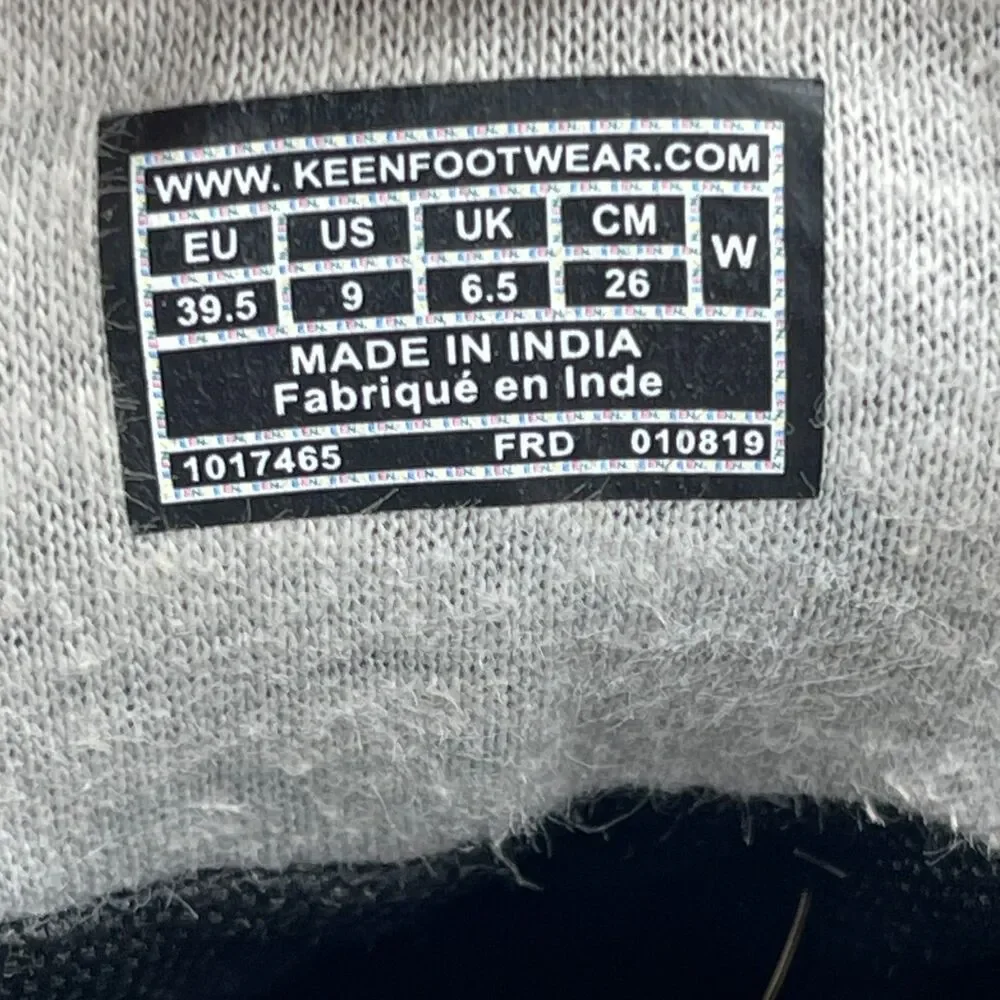 WWW. KEENFOOTWEAR.COM
EU US UK CM W
39.5 9 6.5 26
MADE IN INDIA
Fabriqué en Inde
1017465 FRD 010819